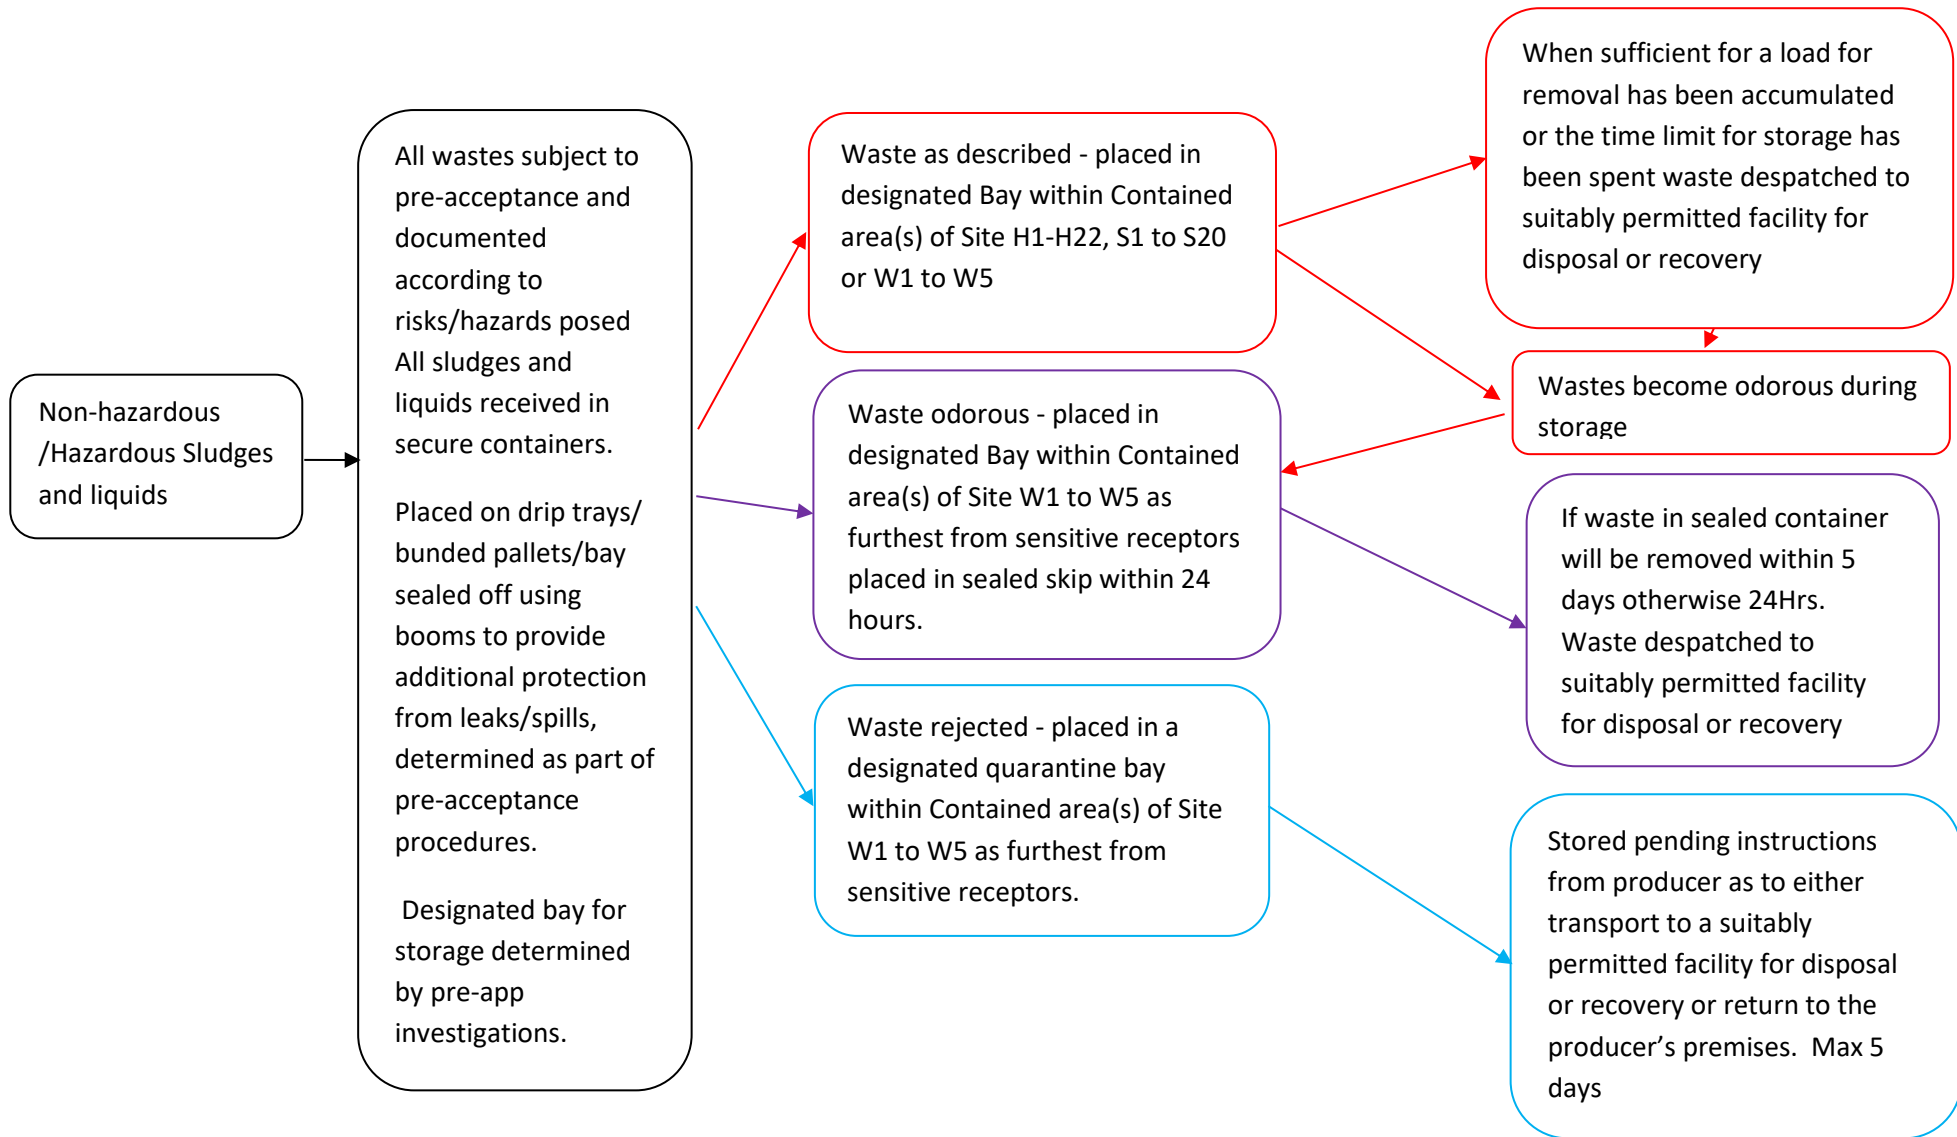 Non-hazardous
/Hazardous Sludges
and liquids
All wastes subject to
pre-acceptance and
documented
according to
risks/hazards posed
All sludges and
liquids received in
secure containers.
Placed on drip trays/
bunded pallets/bay
sealed off using
booms to provide
additional protection
from leaks/spills,
determined as part of
pre-acceptance
procedures.
Designated bay for
storage determined
by pre-app
investigations.
Waste as described - placed in
designated Bay within Contained
area(s) of Site H1-H22, S1 to S20
or W1 to W5
Waste odorous - placed in
designated Bay within Contained
area(s) of Site W1 to W5 as
furthest from sensitive receptors
placed in sealed skip within 24
hours.
Waste rejected - placed in a
designated quarantine bay
within Contained area(s) of Site
W1 to W5 as furthest from
sensitive receptors.
When sufficient for a load for
removal has been accumulated
or the time limit for storage has
been spent waste despatched to
suitably permitted facility for
disposal or recovery
Wastes become odorous during
storage
If waste in sealed container
will be removed within 5
days otherwise 24Hrs.
Waste despatched to
suitably permitted facility
for disposal or recovery
Stored pending instructions
from producer as to either
transport to a suitably
permitted facility for disposal
or recovery or return to the
producer’s premises.  Max 5
days